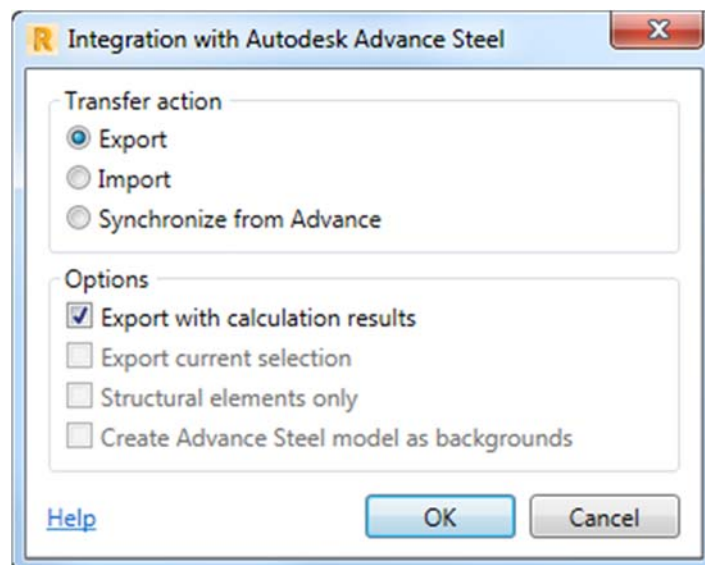 R Integration with Autodesk Advance Steel
Transfer action
Export
Import
Synchronize from Advance
Options
Export with calculation results
Export current selection
Structural elements only
Create Advance Steel model as backgrounds
Help OK Cancel